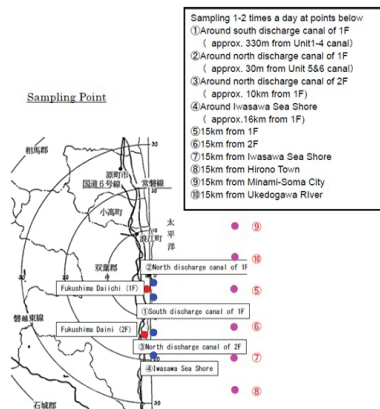 Sampling 1-2 times a day at points below
①Around south discharge canal of 1F
( approx. 330m from Unit1-4 canal)
②Around north discharge canal of 1F
( approx. 30m from Unit 5&6 canal)
③Around north discharge canal of 2F
( approx. 10km from 1F)
④Around Iwasawa Sea Shore
(approx.16km from 1F)
⑤15km from 1F
⑥15km from 2F
⑦15km from Iwasawa Sea Shore
⑧15km from Hirono Town
⑨15km from Minami-Soma City
⑩15km from Ukedogawa River
Sampling Point
相馬郡
30
原町市
国道6号線
常磐線
20
小高町
太平洋
浪江町
⑨
双葉郡
②North discharge canal of 1F
⑩
Fukushima Daiichi (1F)
⑤
①South discharge canal of 1F
磐越東線
Fukushima Daini (2F)
⑥
③North discharge canal of 2F
⑦
④Iwasawa Sea Shore
⑧
石城郡
30